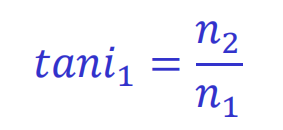 tani₁ = n₂/n₁